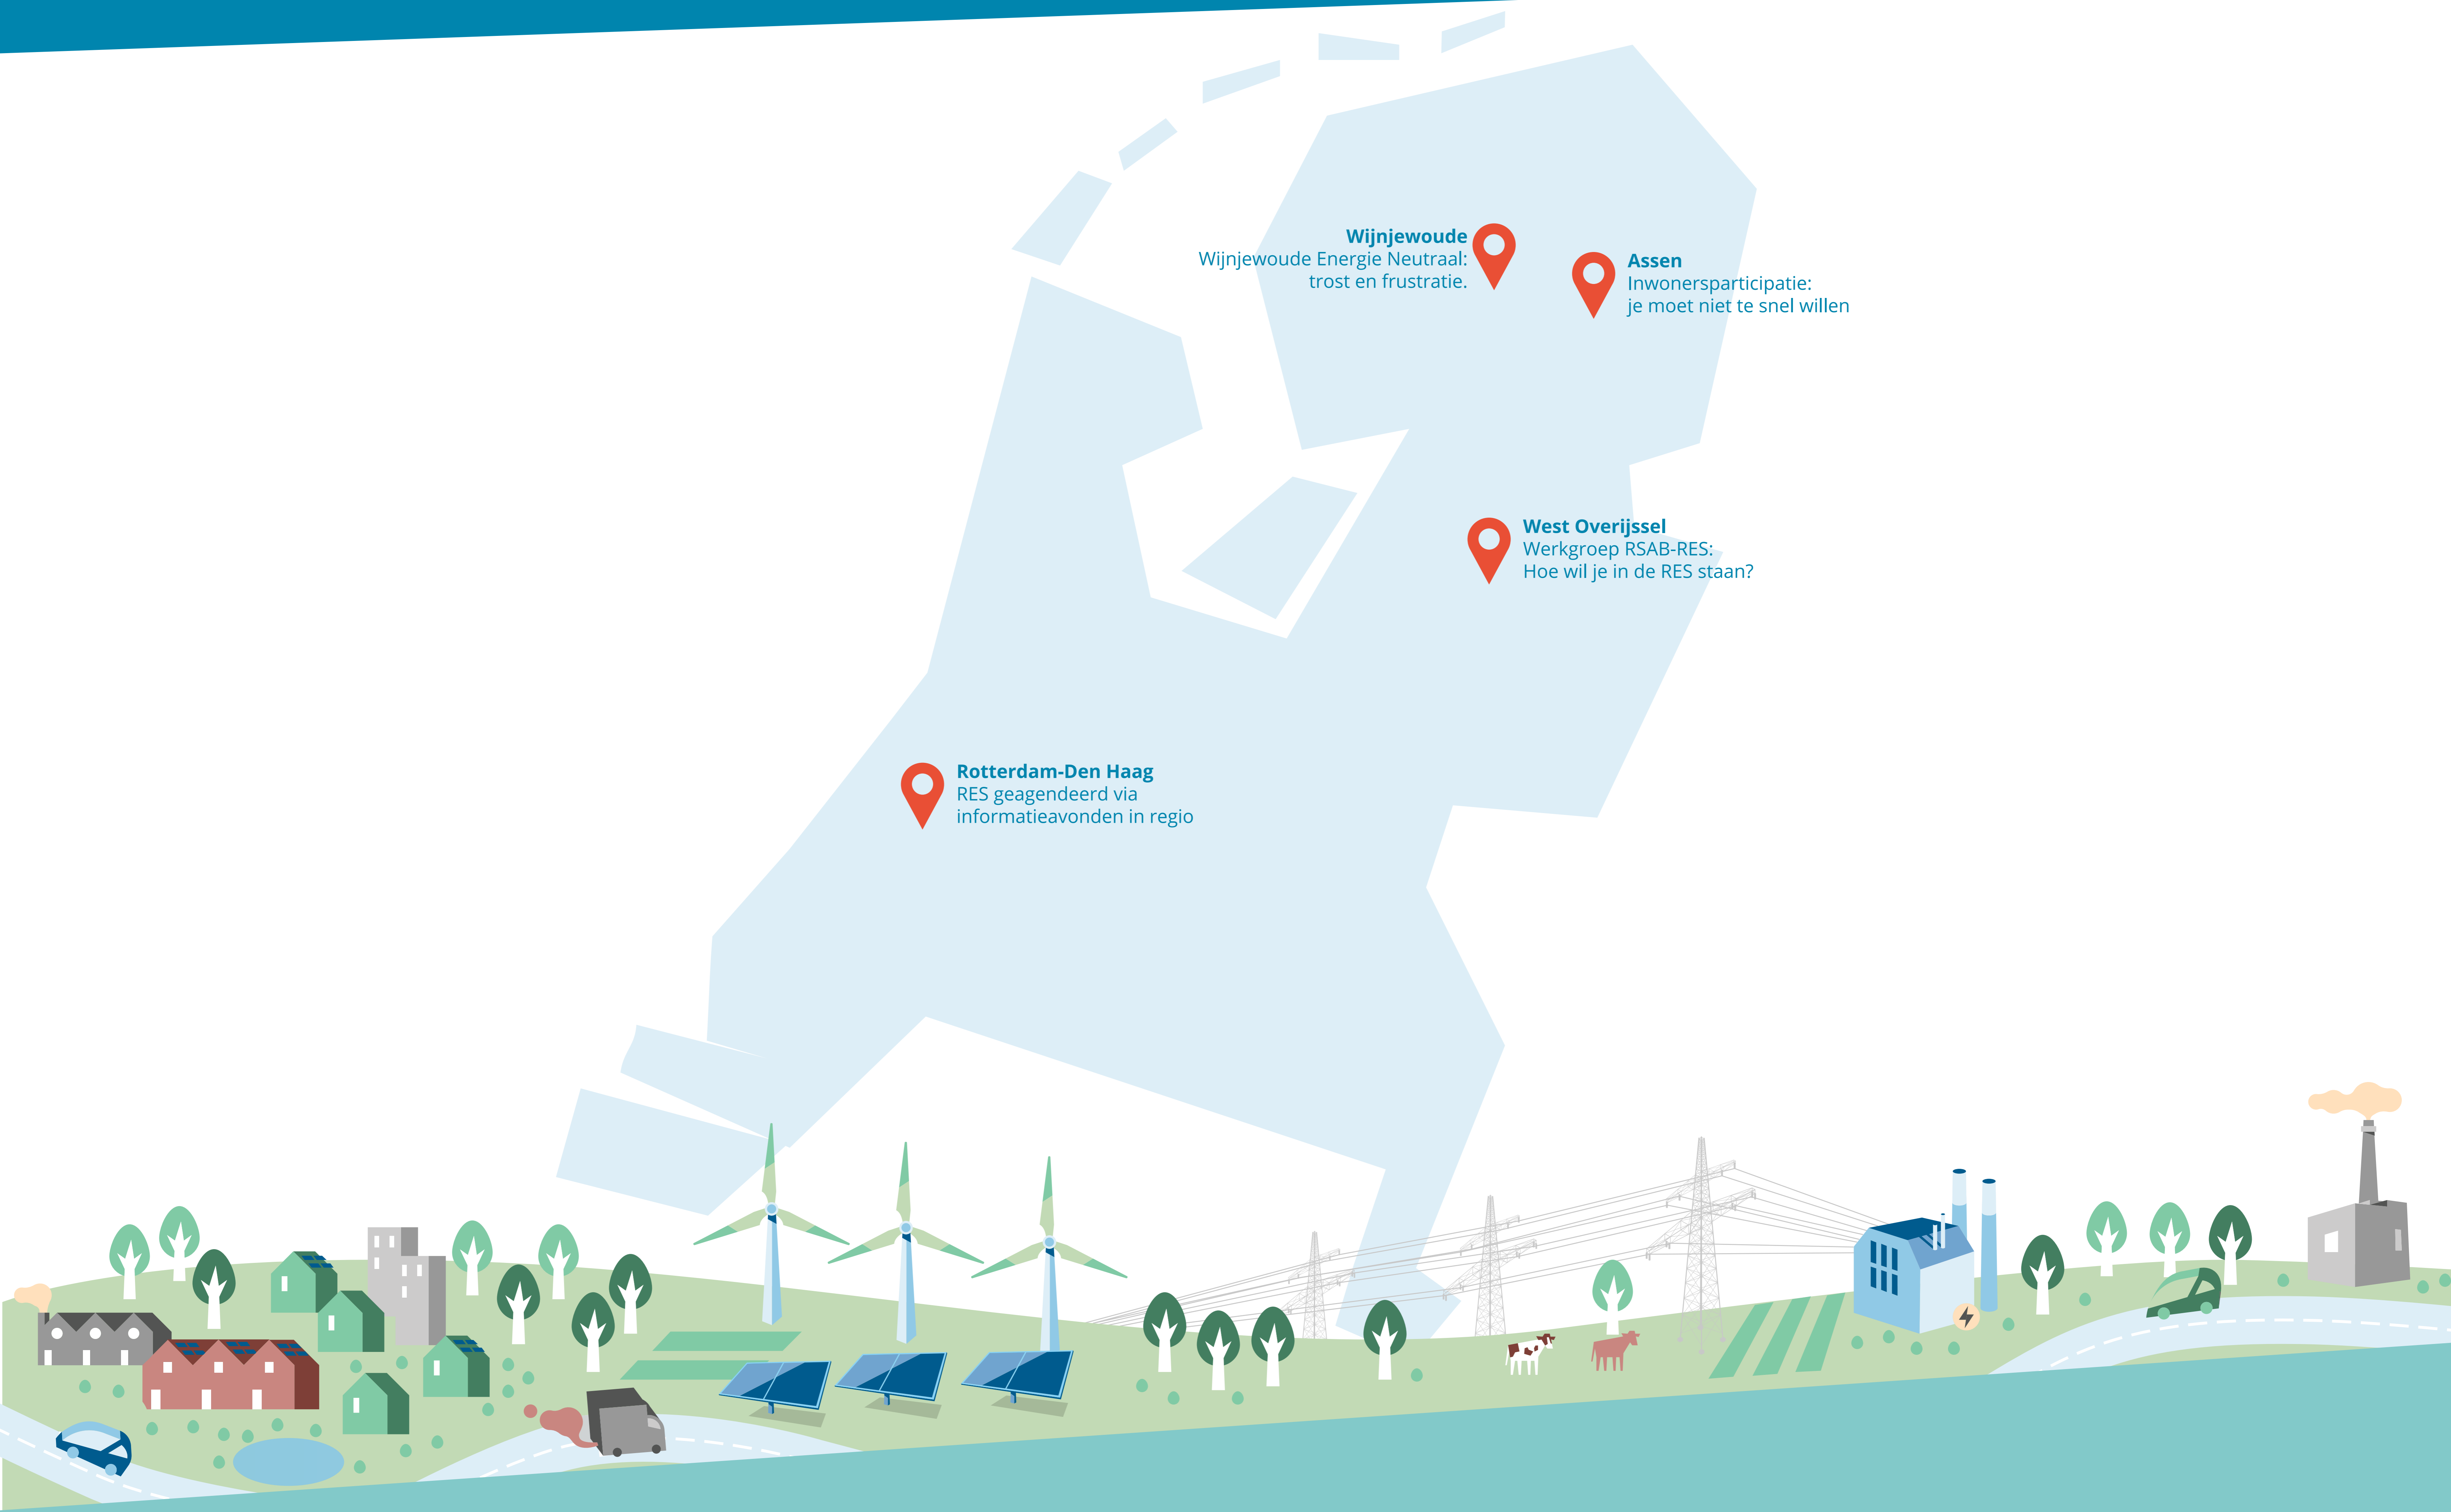 Wijnjewoude
Wijnjewoude Energie Neutraal:
trost en frustratie.
Assen
Inwonersparticipatie:
je moet niet te snel willen
West Overijssel
Werkgroep RSAB-RES:
Hoe wil je in de RES staan?
Rotterdam-Den Haag
RES geagendeerd via
informatieavonden in regio